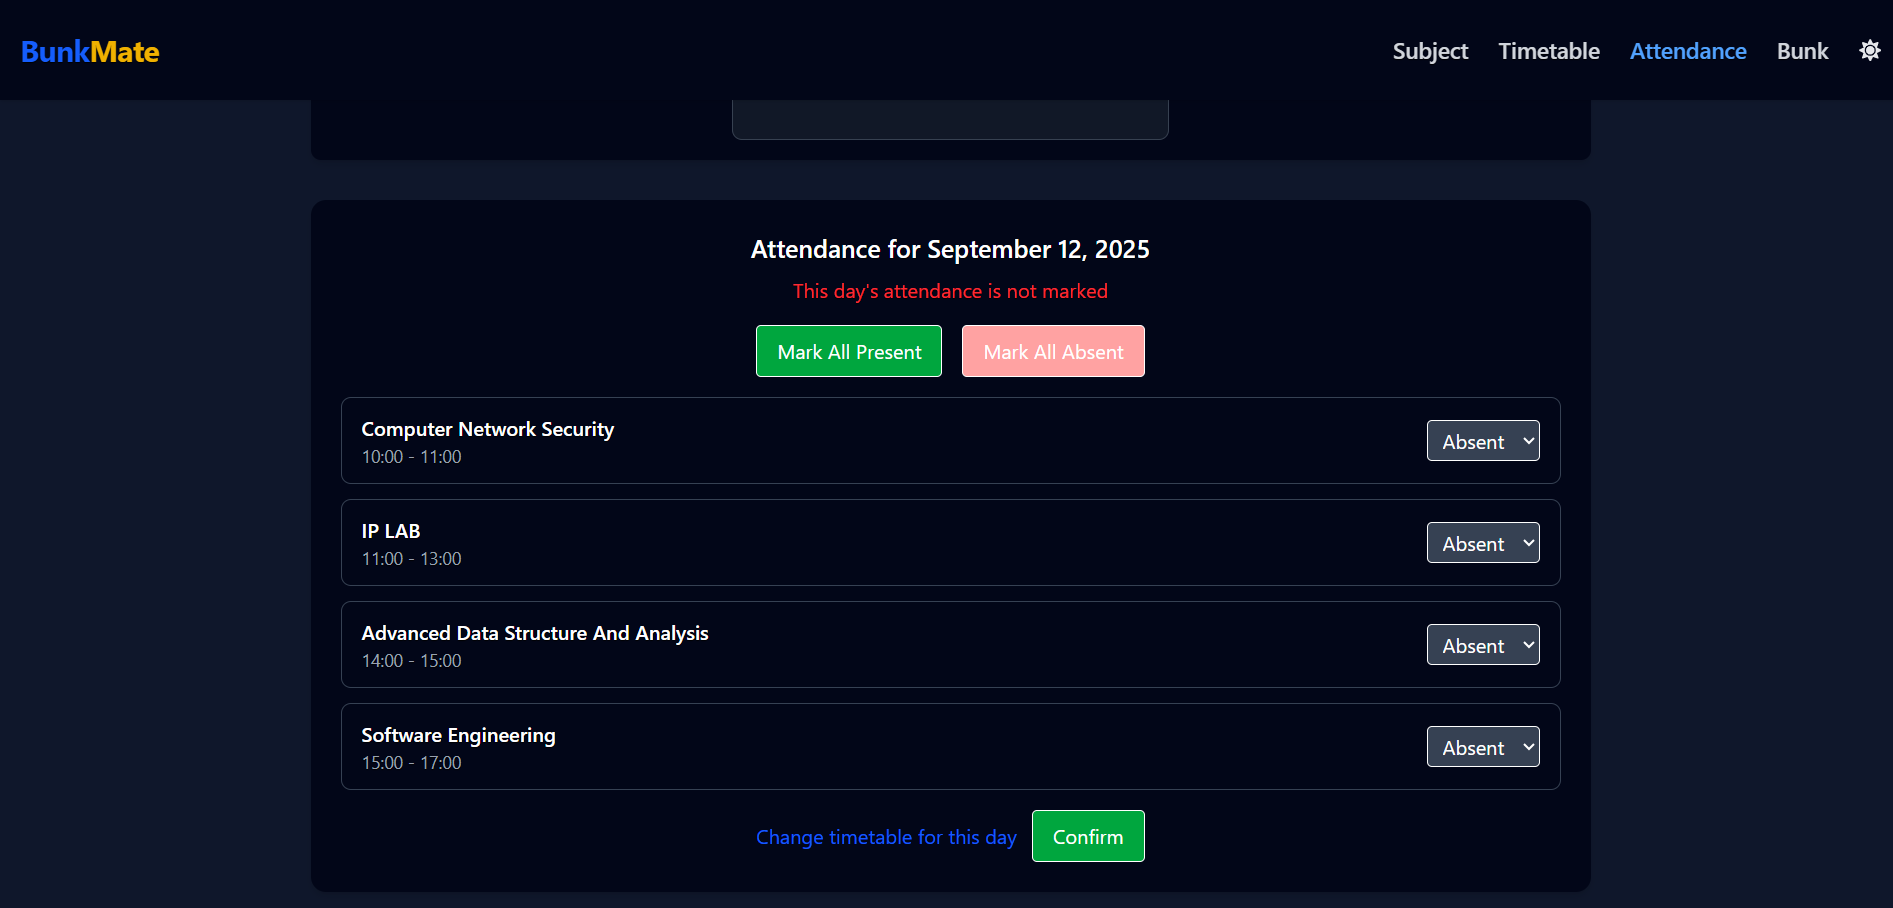 BunkMate
Subject Timetable Attendance Bunk
Attendance for September 12, 2025
This day's attendance is not marked
Mark All Present Mark All Absent
Computer Network Security
10:00 - 11:00
Absent
IP LAB
11:00 - 13:00
Absent
Advanced Data Structure And Analysis
14:00 - 15:00
Absent
Software Engineering
15:00 - 17:00
Absent
Change timetable for this day Confirm